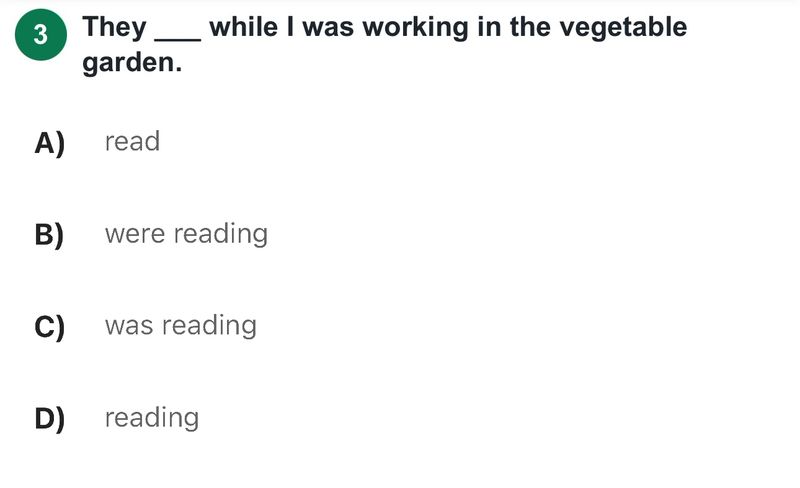 3 They ___ while I was working in the vegetable
garden.
A) read
B) were reading
C) was reading
D) reading